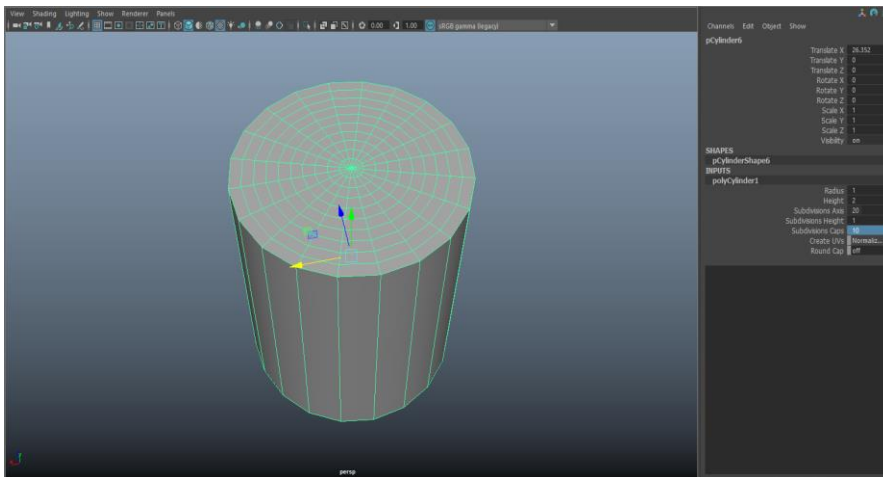 View Shading Lighting Show Renderer Panels
0.00 1.00 sRGB gamma (legacy)
Channels Edit Object Show
pCylinder6
Translate X 26.352
Translate Y 0
Translate Z 0
Rotate X 0
Rotate Y 0
Rotate Z 0
Scale X 1
Scale Y 1
Scale Z 1
Visibility on
SHAPES
pCylinderShape6
INPUTS
polyCylinder1
Radius 1
Height 2
Subdivisions Axis 20
Subdivisions Height 1
Subdivisions Caps 10
Create UVs Normaliz...
Round Cap off
persp